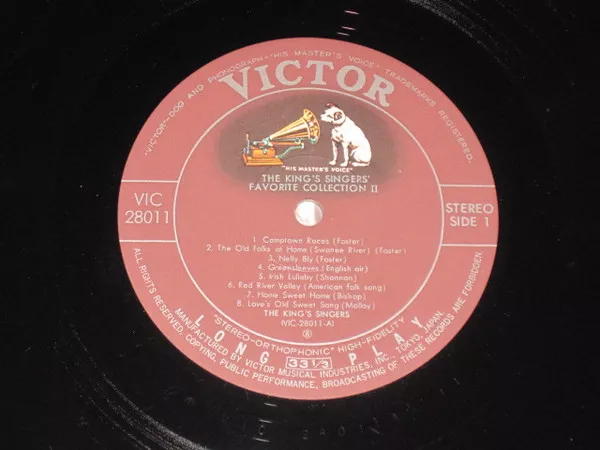 "VICTOR"—DOG AND PHONOGRAPH—"HIS MASTER'S VOICE" TRADEMARKS REGISTERED.
VICTOR
"HIS MASTER'S VOICE"
THE KING'S SINGERS'
FAVORITE COLLECTION II
VIC
28011
STEREO
SIDE 1
1. Camptown Races (Foster)
2. The Old Folks at Home (Swanee River) (Foster)
3. Nelly Bly (Foster)
4. Greensleeves (English air)
5. Irish Lullaby (Shannon)
6. Red River Valley (American folk song)
7. Home Sweet Home (Bishop)
8. Love's Old Sweet Song (Molloy)
THE KING'S SINGERS
(VIC-28011-A)
"STEREO-ORTHOPHONIC" HIGH-FIDELITY
LONG 33 1/3 PLAY
MANUFACTURED BY VICTOR MUSICAL INDUSTRIES, INC., TOKYO, JAPAN.
ALL RIGHTS RESERVED. COPYING, PUBLIC PERFORMANCE, BROADCASTING OF THESE RECORDS ARE FORBIDDEN